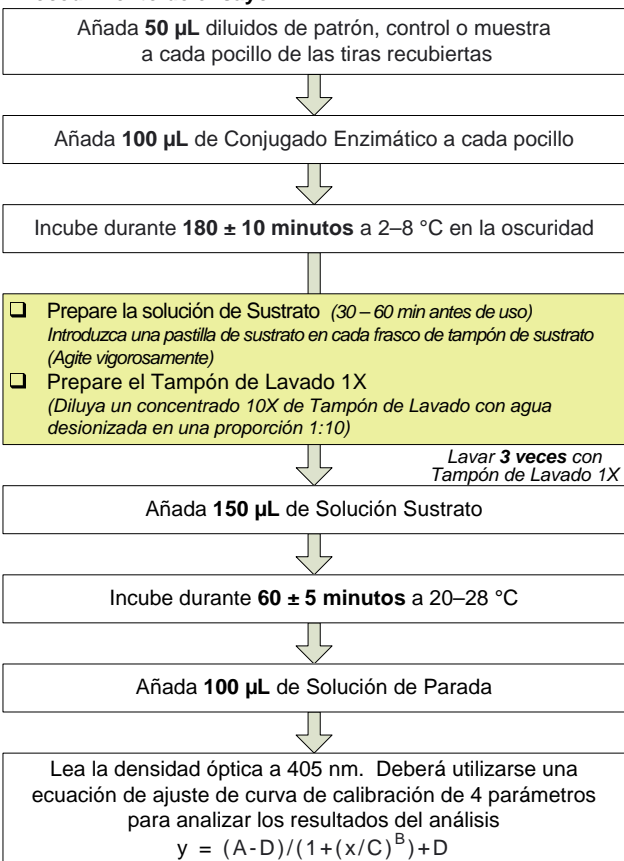 Añada 50 µL diluidos de patrón, control o muestra
a cada pocillo de las tiras recubiertas
Añada 100 µL de Conjugado Enzimático a cada pocillo
Incube durante 180 ± 10 minutos a 2–8 °C en la oscuridad
❑ Prepare la solución de Sustrato (30 – 60 min antes de uso)
Introduzca una pastilla de sustrato en cada frasco de tampón de sustrato
(Agite vigorosamente)
❑ Prepare el Tampón de Lavado 1X
(Diluya un concentrado 10X de Tampón de Lavado con agua
desionizada en una proporción 1:10)
Lavar 3 veces con
Tampón de Lavado 1X
Añada 150 µL de Solución Sustrato
Incube durante 60 ± 5 minutos a 20–28 °C
Añada 100 µL de Solución de Parada
Lea la densidad óptica a 405 nm. Deberá utilizarse una
ecuación de ajuste de curva de calibración de 4 parámetros
para analizar los resultados del análisis
y = (A-D)/(1+(x/C)^B)+D